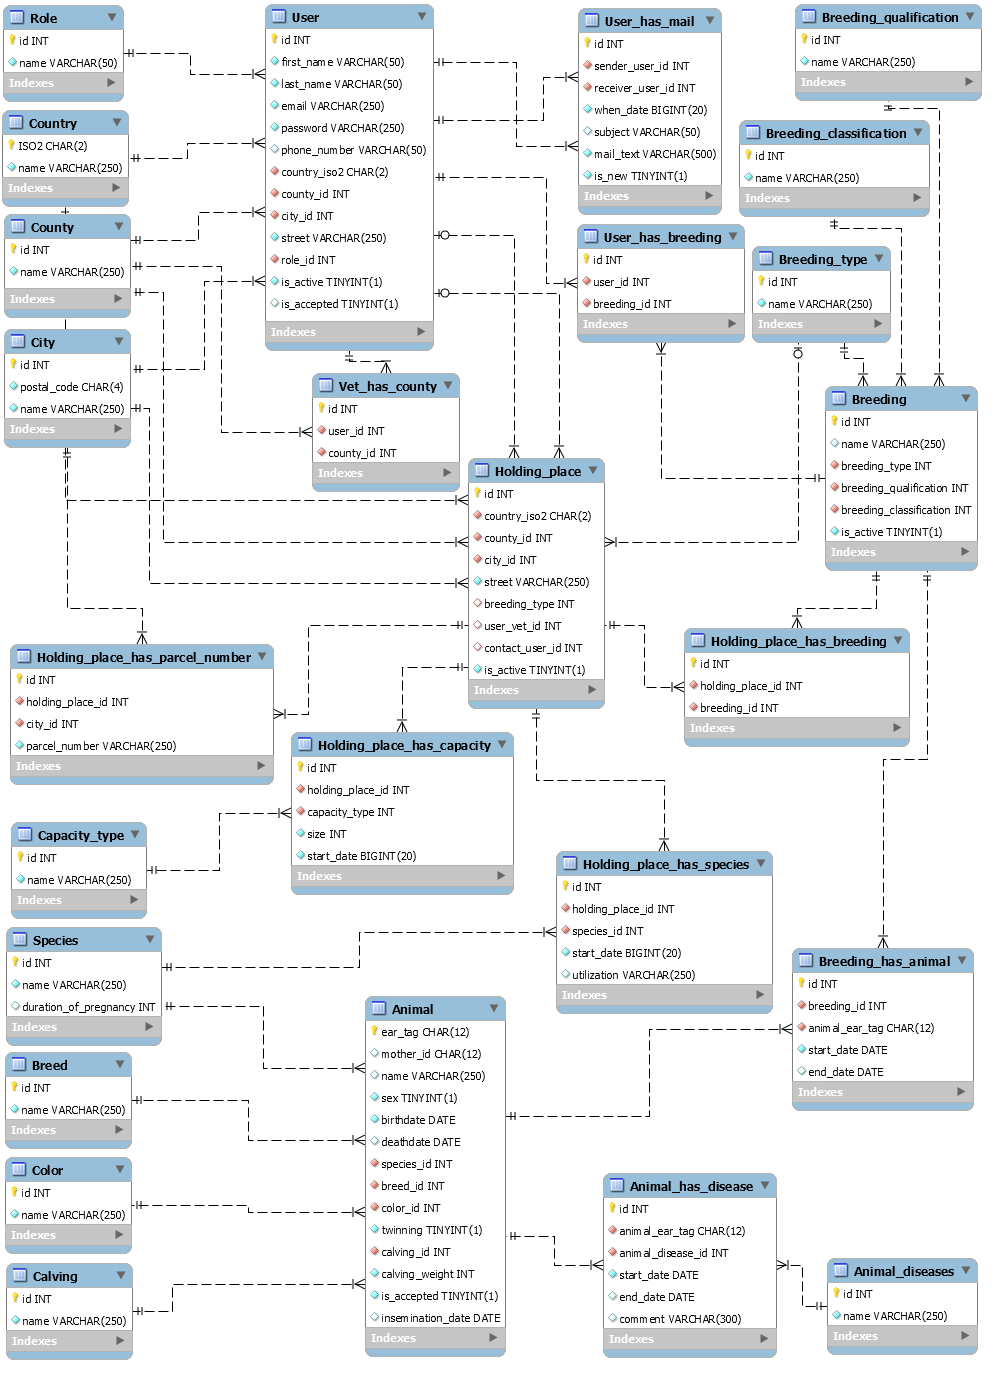 Role
id INT
name VARCHAR(50)
Indexes
Country
ISO2 CHAR(2)
name VARCHAR(250)
Indexes
County
id INT
name VARCHAR(250)
Indexes
City
id INT
postal_code CHAR(4)
name VARCHAR(250)
Indexes
User
id INT
first_name VARCHAR(50)
last_name VARCHAR(50)
email VARCHAR(250)
password VARCHAR(250)
phone_number VARCHAR(50)
country_iso2 CHAR(2)
county_id INT
city_id INT
street VARCHAR(250)
role_id INT
is_active TINYINT(1)
is_accepted TINYINT(1)
Indexes
User_has_mail
id INT
sender_user_id INT
receiver_user_id INT
when_date BIGINT(20)
subject VARCHAR(50)
mail_text VARCHAR(500)
is_new TINYINT(1)
Indexes
User_has_breeding
id INT
user_id INT
breeding_id INT
Indexes
Breeding_qualification
id INT
name VARCHAR(250)
Indexes
Breeding_classification
id INT
name VARCHAR(250)
Indexes
Breeding_type
id INT
name VARCHAR(250)
Indexes
Vet_has_county
id INT
user_id INT
county_id INT
Indexes
Breeding
id INT
name VARCHAR(250)
breeding_type INT
breeding_qualification INT
breeding_classification INT
is_active TINYINT(1)
Indexes
Holding_place
id INT
country_iso2 CHAR(2)
county_id INT
city_id INT
street VARCHAR(250)
breeding_type INT
user_vet_id INT
contact_user_id INT
is_active TINYINT(1)
Indexes
Holding_place_has_parcel_number
id INT
holding_place_id INT
city_id INT
parcel_number VARCHAR(250)
Indexes
Holding_place_has_breeding
id INT
holding_place_id INT
breeding_id INT
Indexes
Holding_place_has_capacity
id INT
holding_place_id INT
capacity_type INT
size INT
start_date BIGINT(20)
Indexes
Capacity_type
id INT
name VARCHAR(250)
Indexes
Holding_place_has_species
id INT
holding_place_id INT
species_id INT
start_date BIGINT(20)
utilization VARCHAR(250)
Indexes
Species
id INT
name VARCHAR(250)
duration_of_pregnancy INT
Indexes
Breeding_has_animal
id INT
breeding_id INT
animal_ear_tag CHAR(12)
start_date DATE
end_date DATE
Indexes
Animal
ear_tag CHAR(12)
mother_id CHAR(12)
name VARCHAR(250)
sex TINYINT(1)
birthdate DATE
deathdate DATE
species_id INT
breed_id INT
color_id INT
twinning TINYINT(1)
calving_id INT
calving_weight INT
is_accepted TINYINT(1)
insemination_date DATE
Indexes
Breed
id INT
name VARCHAR(250)
Indexes
Color
id INT
name VARCHAR(250)
Indexes
Calving
id INT
name VARCHAR(250)
Indexes
Animal_has_disease
id INT
animal_ear_tag CHAR(12)
animal_disease_id INT
start_date DATE
end_date DATE
comment VARCHAR(300)
Indexes
Animal_diseases
id INT
name VARCHAR(250)
Indexes